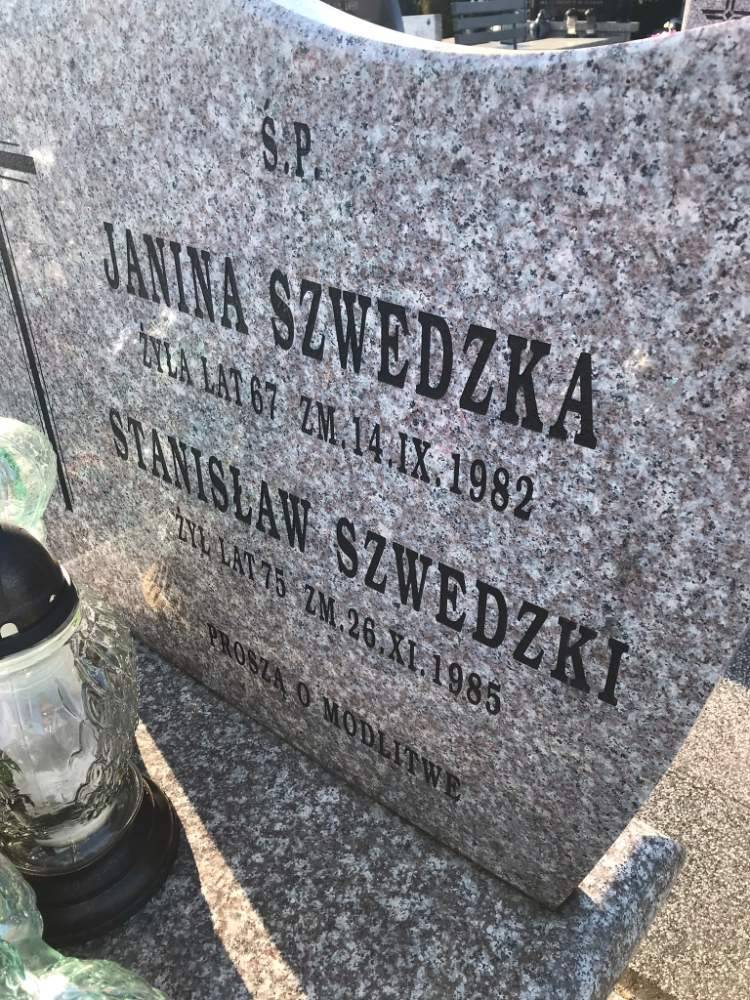 Ś.P.
JANINA SZWEDZKA
ŻYŁA LAT 67 ZM.14.IX.1982
STANISŁAW SZWEDZKI
ŻYŁ LAT 75 ZM.26.XI.1985
PROSZĄ O MODLITWĘ